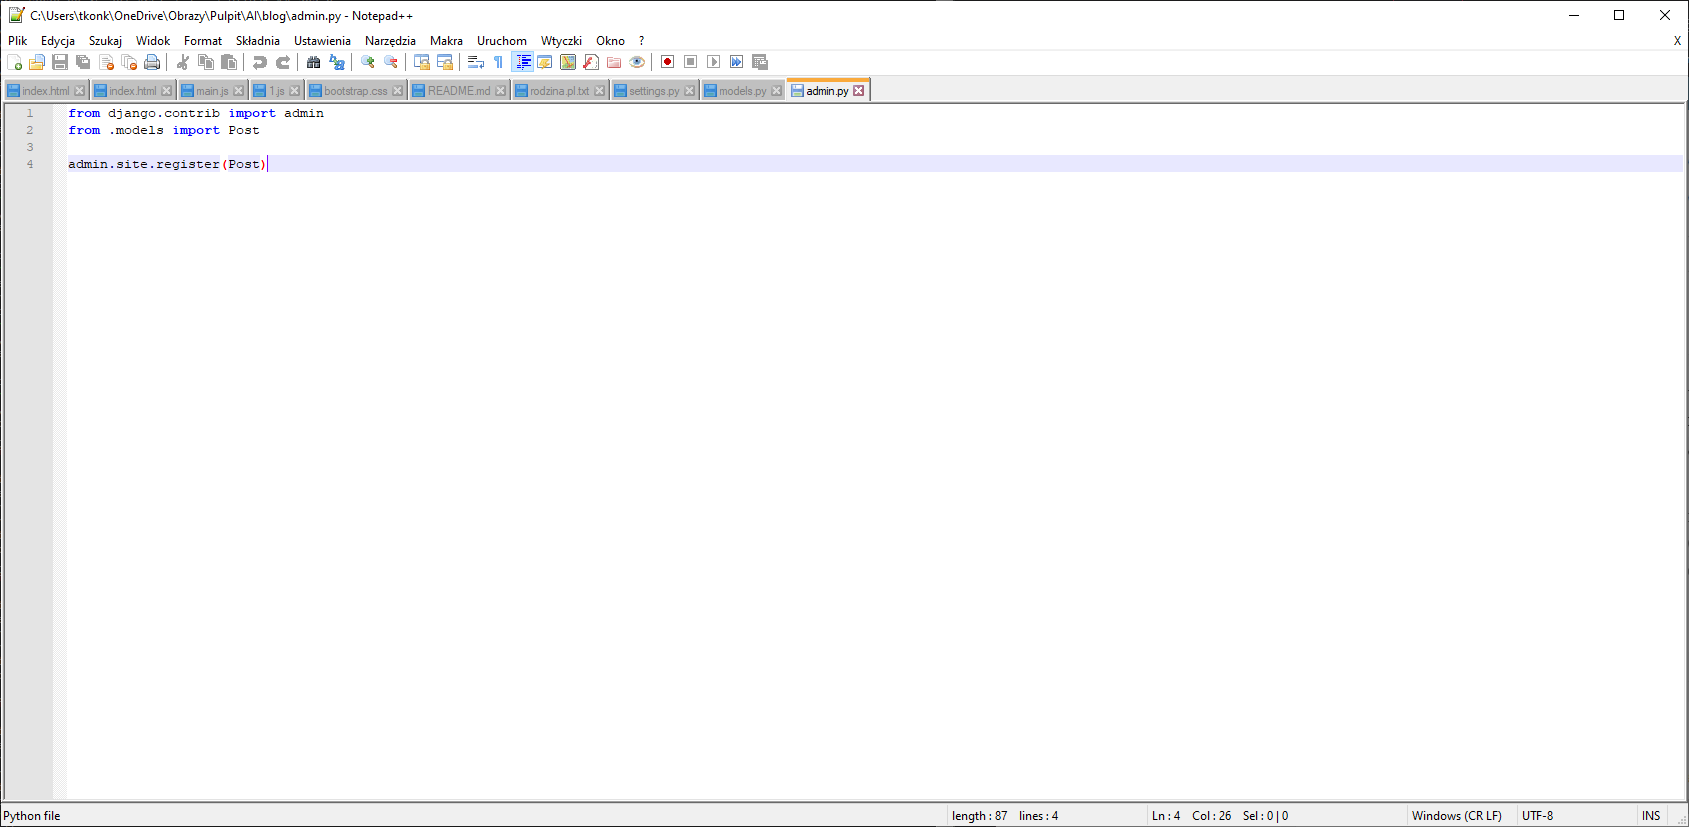 C:\Users\tkonk\OneDrive\Obrazy\Pulpit\AI\blog\admin.py - Notepad++
Plik Edycja Szukaj Widok Format Składnia Ustawienia Narzędzia Makra Uruchom Wtyczki Okno ? X
index.html index.html main.js 1.js bootstrap.css README.md rodzina.pl.txt settings.py models.py admin.py
1 from django.contrib import admin
2 from .models import Post
3
4 admin.site.register(Post)
Python file length : 87 lines : 4 Ln : 4 Col : 26 Sel : 0 | 0 Windows (CR LF) UTF-8 INS